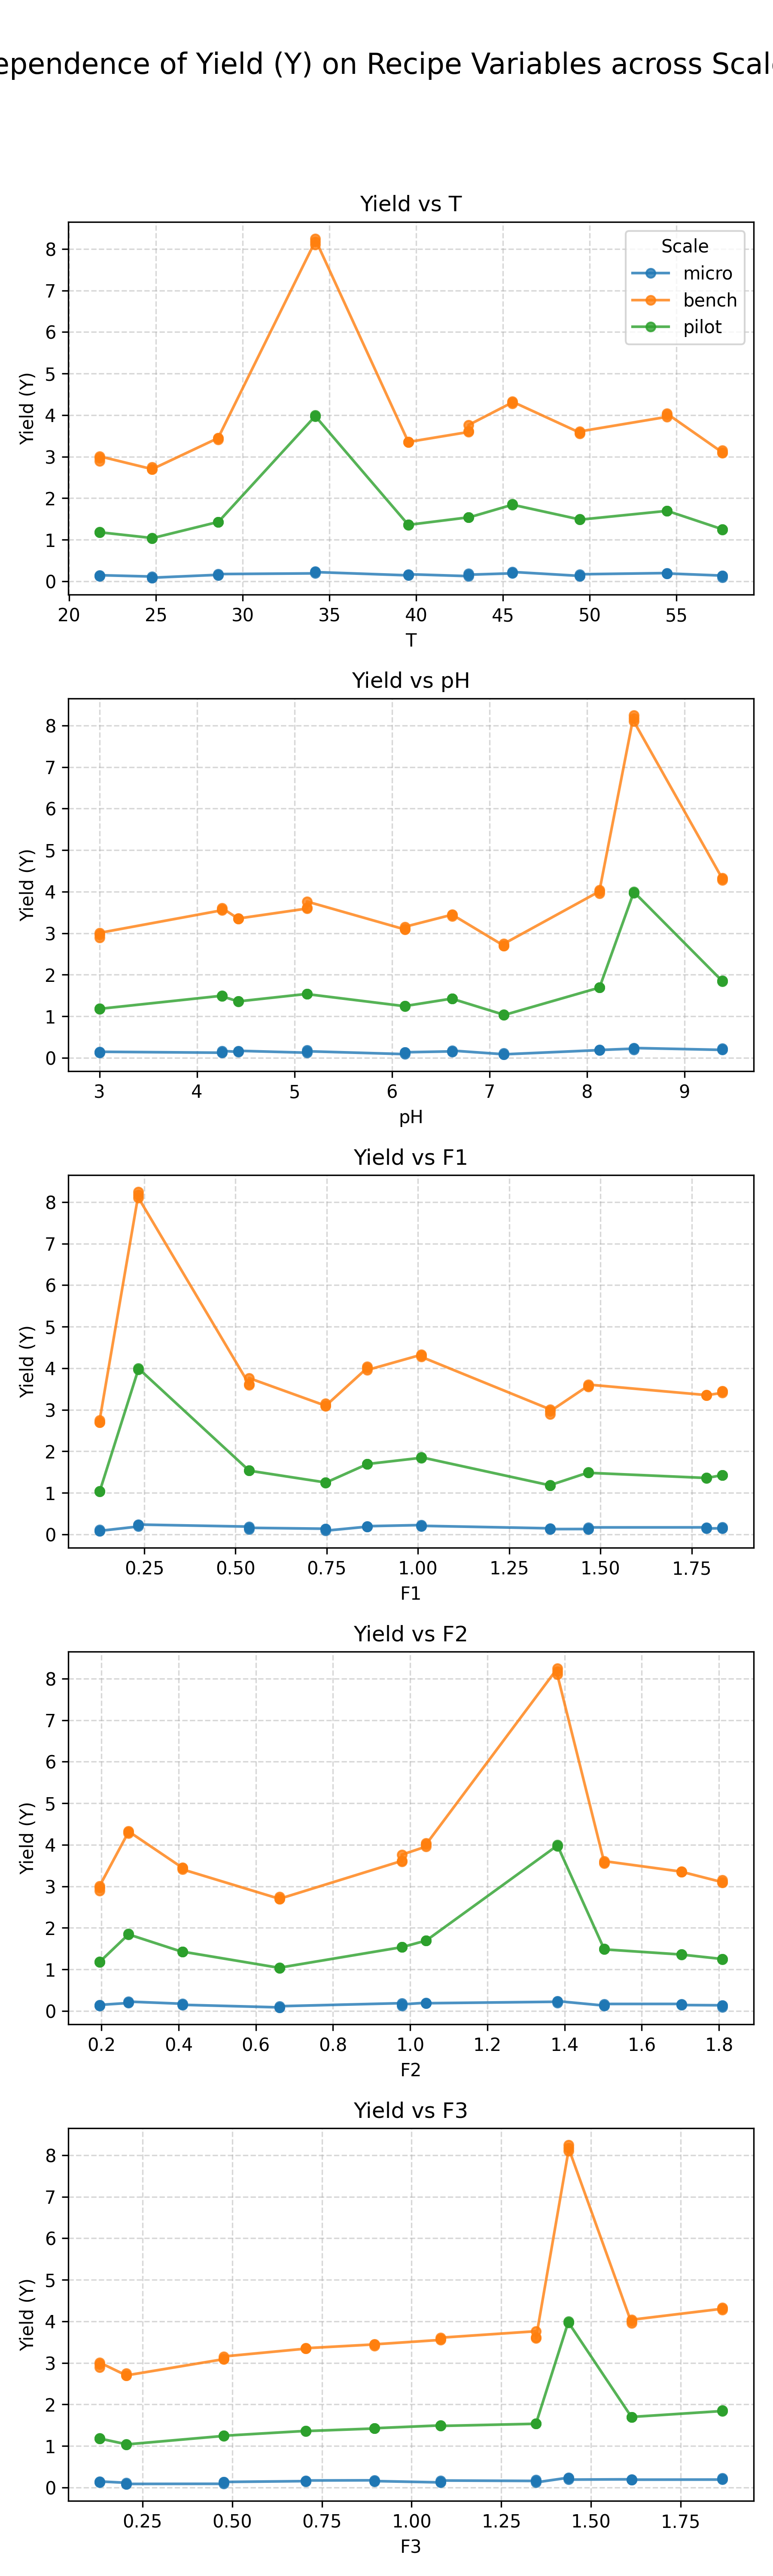 ependence of Yield (Y) on Recipe Variables across Scal
Yield vs T
Scale
micro
bench
pilot
Yield (Y)
8
7
6
5
4
3
2
1
0
20 25 30 35 40 45 50 55
T
Yield vs pH
Yield (Y)
8
7
6
5
4
3
2
1
0
3 4 5 6 7 8 9
pH
Yield vs F1
Yield (Y)
8
7
6
5
4
3
2
1
0
0.25 0.50 0.75 1.00 1.25 1.50 1.75
F1
Yield vs F2
Yield (Y)
8
7
6
5
4
3
2
1
0
0.2 0.4 0.6 0.8 1.0 1.2 1.4 1.6 1.8
F2
Yield vs F3
Yield (Y)
8
7
6
5
4
3
2
1
0
0.25 0.50 0.75 1.00 1.25 1.50 1.75
F3